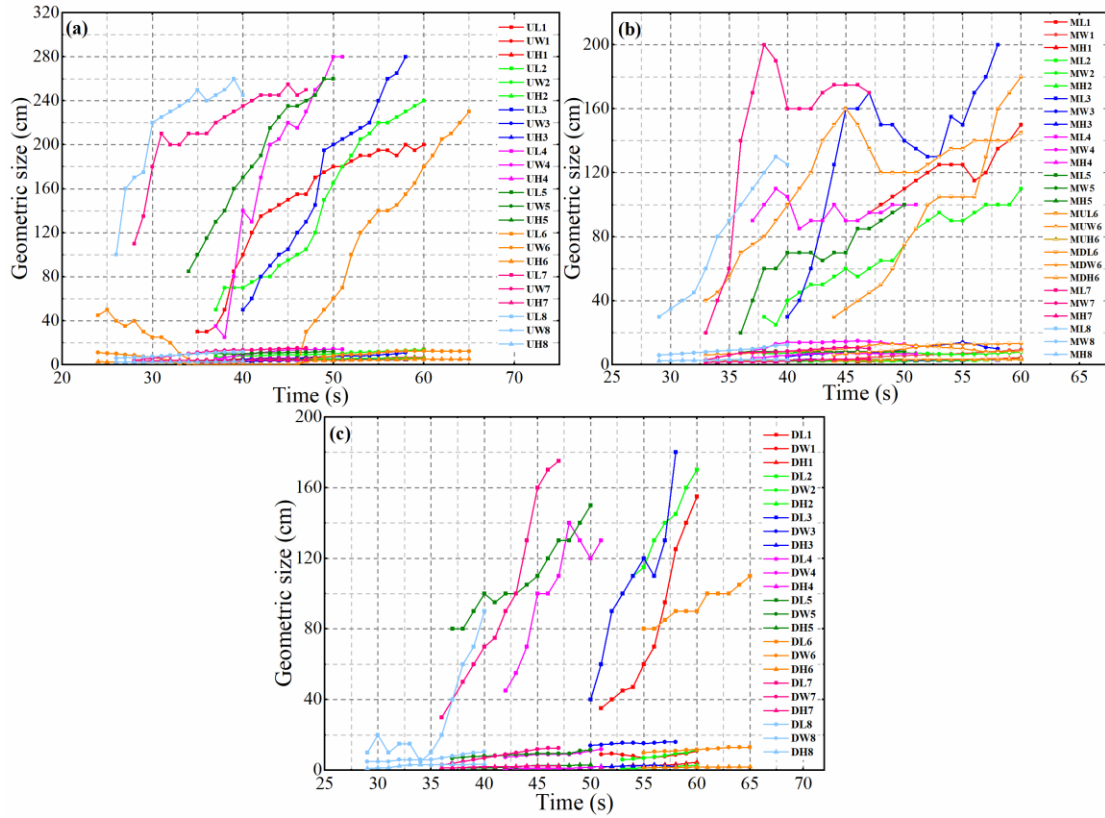 (a)
Geometric size (cm)
320
280
240
200
160
120
80
40
0
20 30 40 50 60 70
Time (s)
UL1
UW1
UH1
UL2
UW2
UH2
UL3
UW3
UH3
UL4
UW4
UH4
UL5
UW5
UH5
UL6
UW6
UH6
UL7
UW7
UH7
UL8
UW8
UH8
(b)
Geometric size (cm)
200
160
120
80
40
0
25 30 35 40 45 50 55 60 65
Time (s)
ML1
MW1
MH1
ML2
MW2
MH2
ML3
MW3
MH3
ML4
MW4
MH4
ML5
MW5
MH5
MUL6
MUW6
MUH6
MDL6
MDW6
MDH6
ML7
MW7
MH7
ML8
MW8
MH8
(c)
Geometric size (cm)
200
160
120
80
40
0
25 30 35 40 45 50 55 60 65 70
Time (s)
DL1
DW1
DH1
DL2
DW2
DH2
DL3
DW3
DH3
DL4
DW4
DH4
DL5
DW5
DH5
DL6
DW6
DH6
DL7
DW7
DH7
DL8
DW8
DH8